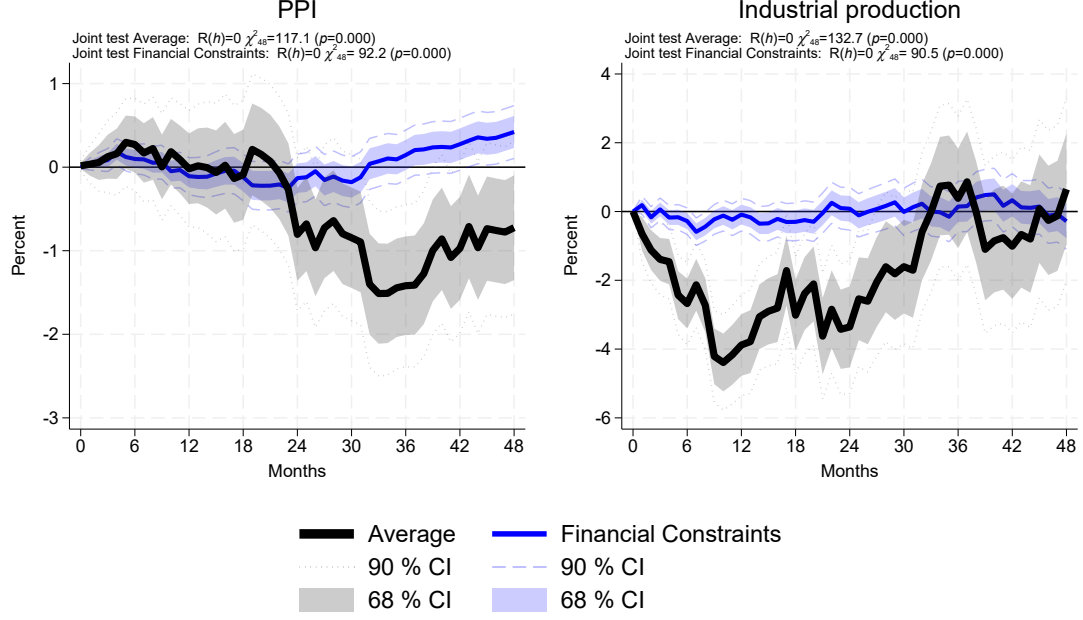 PPI
Joint test Average:  R(h)=0 χ²₄₈=117.1 (p=0.000)
Joint test Financial Constraints:  R(h)=0 χ²₄₈= 92.2 (p=0.000)
1
0
-1
-2
-3
Percent
0 6 12 18 24 30 36 42 48
Months
Industrial production
Joint test Average:  R(h)=0 χ²₄₈=132.7 (p=0.000)
Joint test Financial Constraints:  R(h)=0 χ²₄₈= 90.5 (p=0.000)
4
2
0
-2
-4
-6
Percent
0 6 12 18 24 30 36 42 48
Months
Average Financial Constraints
90 % CI 90 % CI
68 % CI 68 % CI